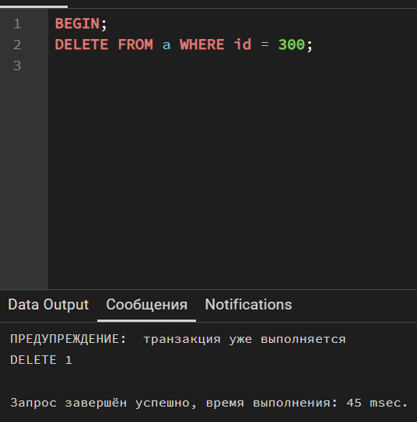 1 BEGIN;
2 DELETE FROM a WHERE id = 300;
3
Data Output Сообщения Notifications
ПРЕДУПРЕЖДЕНИЕ:  транзакция уже выполняется
DELETE 1
Запрос завершён успешно, время выполнения: 45 msec.